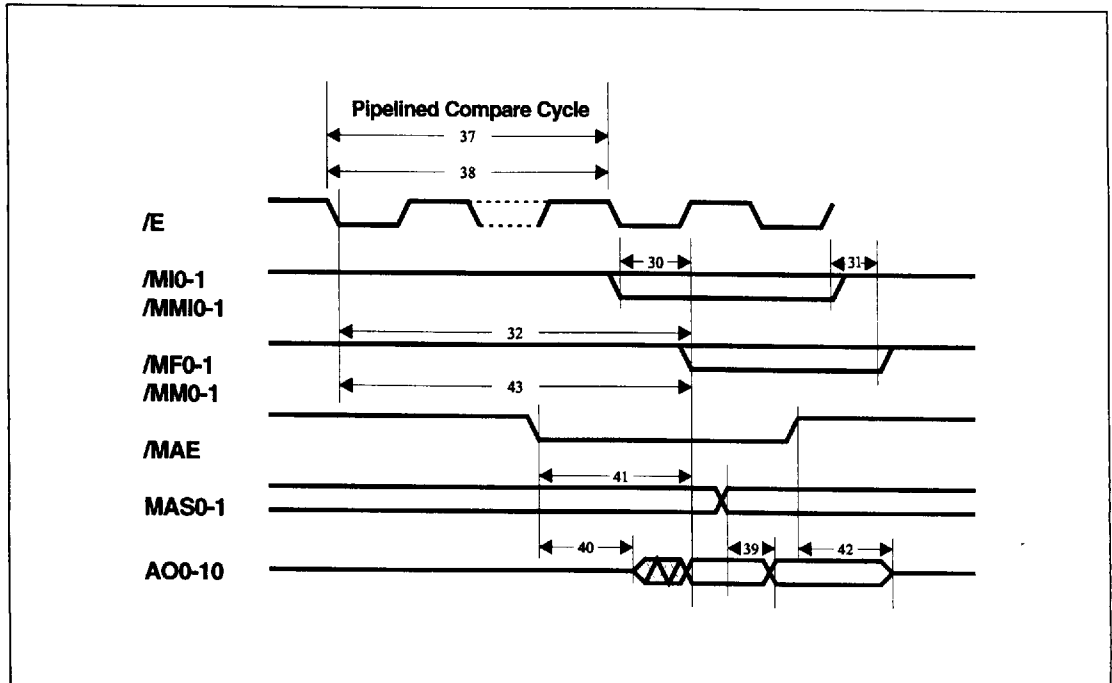 Pipelined Compare Cycle
37
38
/E
30
31
/MI0-1
/MMI0-1
32
/MF0-1
43
/MM0-1
/MAE
41
MAS0-1
40
39
42
AO0-10